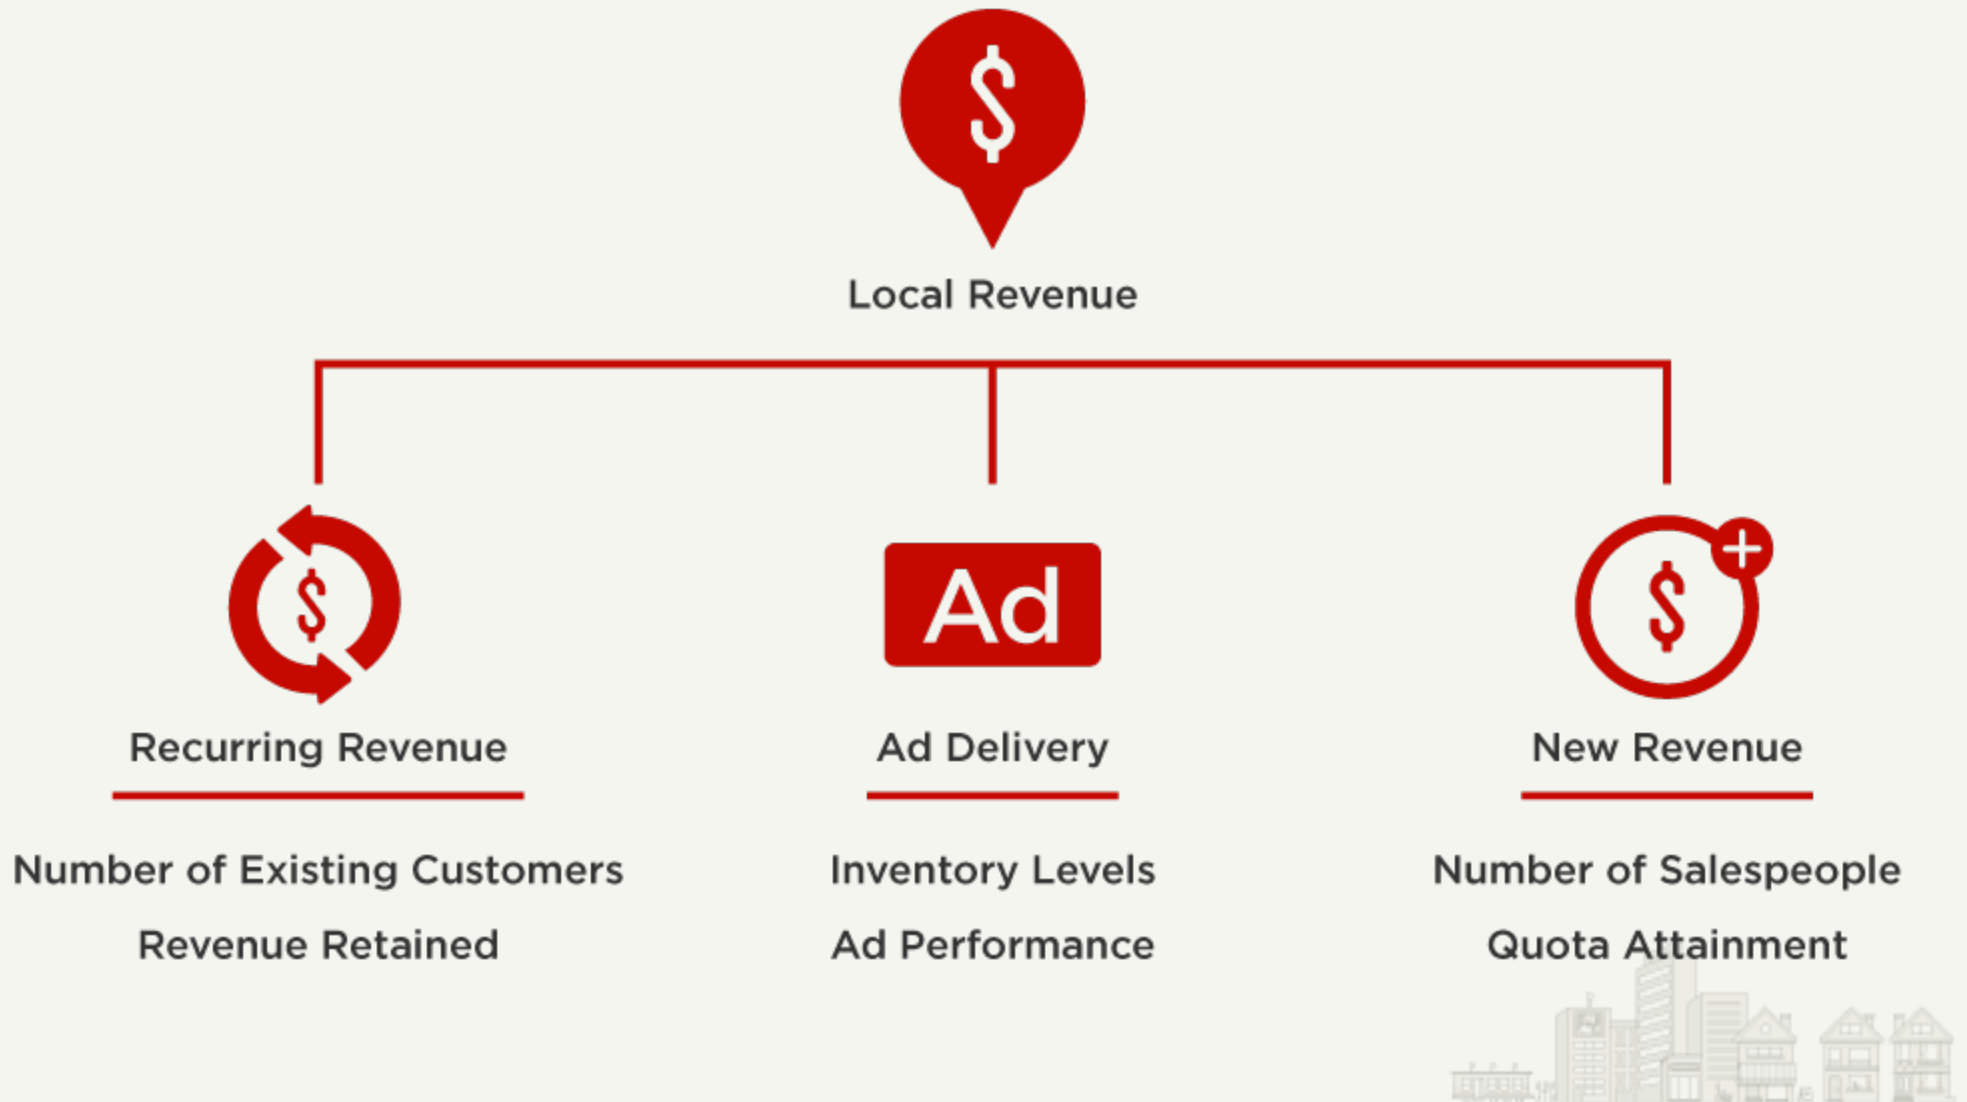 $
Local Revenue
$
Ad
$
Recurring Revenue
Ad Delivery
New Revenue
Number of Existing Customers
Inventory Levels
Number of Salespeople
Revenue Retained
Ad Performance
Quota Attainment